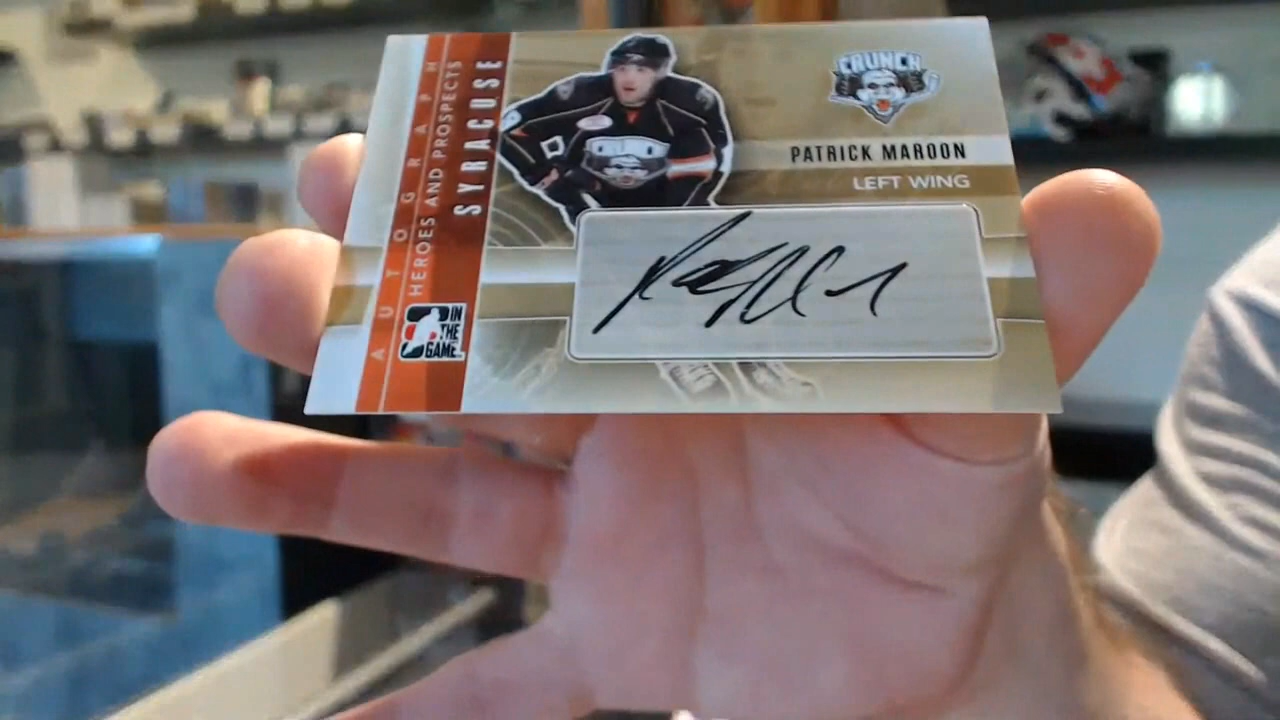 AUTOGRAPH
HEROES AND PROSPECTS
SYRACUSE
IN
THE
GAME
CRUNCH
PATRICK MAROON
LEFT WING